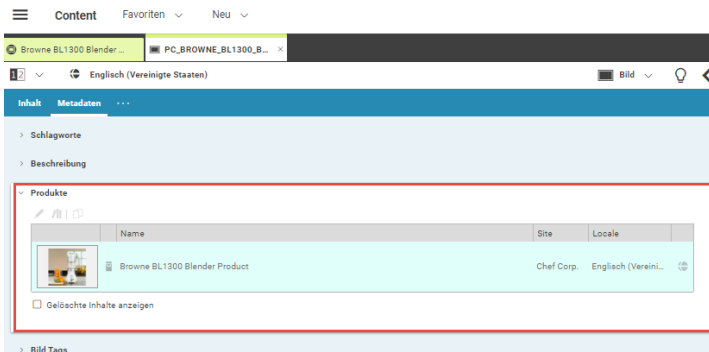 Content Favoriten Neu
Browne BL1300 Blender ... PC_BROWNE_BL1300_B... ×
12 Englisch (Vereinigte Staaten) Bild
Inhalt Metadaten ...
Schlagworte
Beschreibung
Produkte
Name Site Locale
Browne BL1300 Blender Product Chef Corp. Englisch (Vereini...
Gelöschte Inhalte anzeigen
Bild Tags